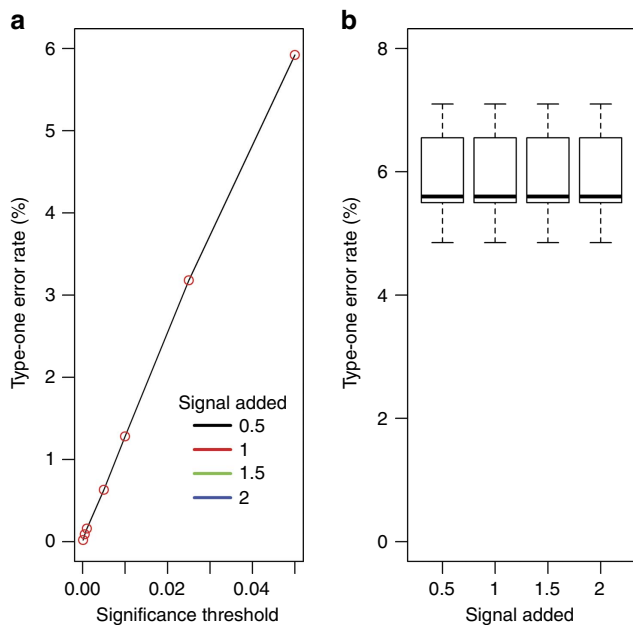 a
6
5
4
3
2
1
0
Type-one error rate (%)
Signal added
0.5
1
1.5
2
0.00 0.02 0.04
Significance threshold
b
8
6
4
2
0
Type-one error rate (%)
0.5 1 1.5 2
Signal added